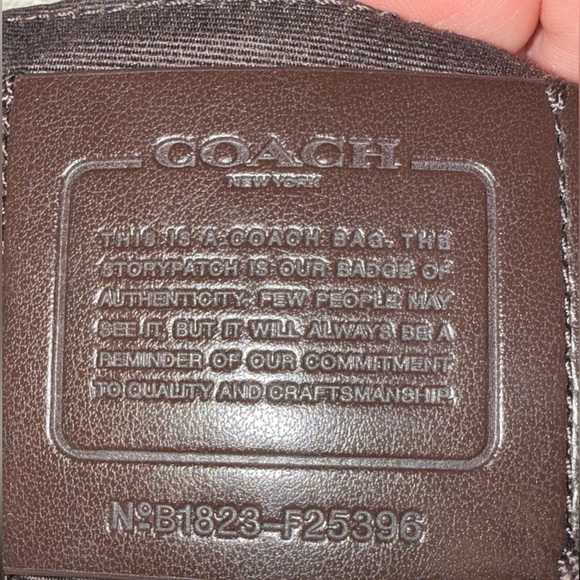 COACH
NEW YORK
THIS IS A COACH BAG. THE
STORYPATCH IS OUR BADGE OF
AUTHENTICITY. FEW PEOPLE MAY
SEE IT, BUT IT WILL ALWAYS BE A
REMINDER OF OUR COMMITMENT
TO QUALITY AND CRAFTSMANSHIP.
Nº B1823-F25396